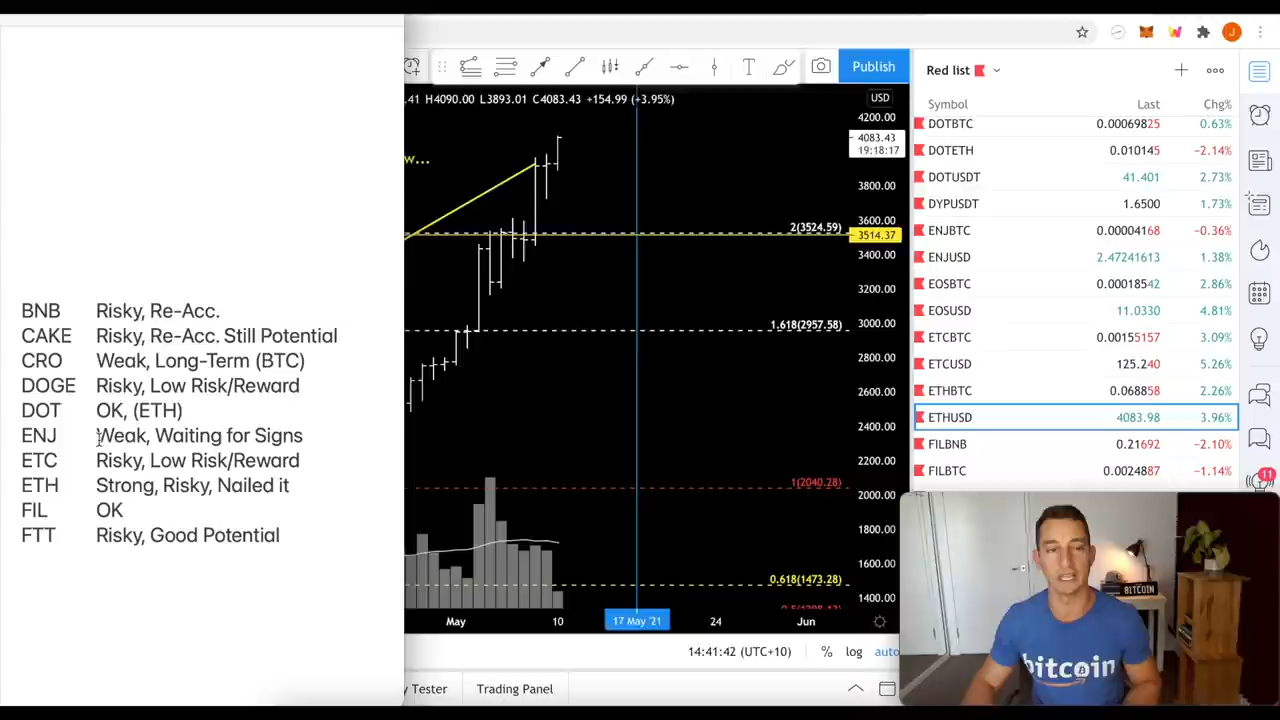 BNB Risky, Re-Acc.
CAKE Risky, Re-Acc. Still Potential
CRO Weak, Long-Term (BTC)
DOGE Risky, Low Risk/Reward
DOT OK, (ETH)
ENJ Weak, Waiting for Signs
ETC Risky, Low Risk/Reward
ETH Strong, Risky, Nailed it
FIL OK
FTT Risky, Good Potential
T Publish
.41 H4090.00 L3893.01 C4083.43 +154.99 (+3.95%)
USD
w...
4200.00
4083.43
19:18:17
3800.00
3600.00
2(3524.59)
3514.37
3400.00
3200.00
1.618(2957.58)
3000.00
2800.00
2600.00
2400.00
2200.00
1(2040.28)
2000.00
1800.00
1600.00
0.618(1473.28)
1400.00
May 10 17 May '21 24 Jun
14:41:42 (UTC+10) % log auto
y Tester Trading Panel
J
Red list
Symbol Last Chg%
DOTBTC 0.00069825 0.63%
DOTETH 0.010145 −2.14%
DOTUSDT 41.401 2.73%
DYPUSDT 1.6500 1.73%
ENJBTC 0.00004168 −0.36%
ENJUSD 2.47241613 1.38%
EOSBTC 0.00018542 2.86%
EOSUSD 11.0330 4.81%
ETCBTC 0.00155157 3.09%
ETCUSD 125.240 5.26%
ETHBTC 0.068858 2.26%
ETHUSD 4083.98 3.96%
FILBNB 0.21692 −2.10%
FILBTC 0.0024887 −1.14%
11
BITCOIN
bitcoin